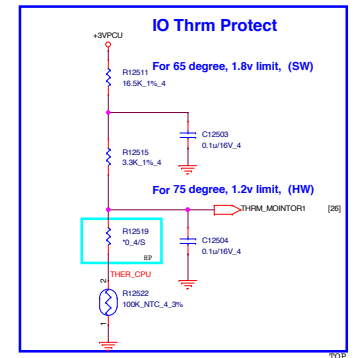 IO Thrm Protect
+3VPCU
For 65 degree, 1.8v limit, (SW)
R12511
16.5K_1%_4
C12503
0.1u/16V_4
R12515
3.3K_1%_4
For 75 degree, 1.2v limit, (HW)
THRM_MOINTOR1 [26]
R12519
*0_4/S
HP
C12504
0.1u/16V_4
THER_CPU
2
R12522
100K_NTC_4_3%
1
TOP